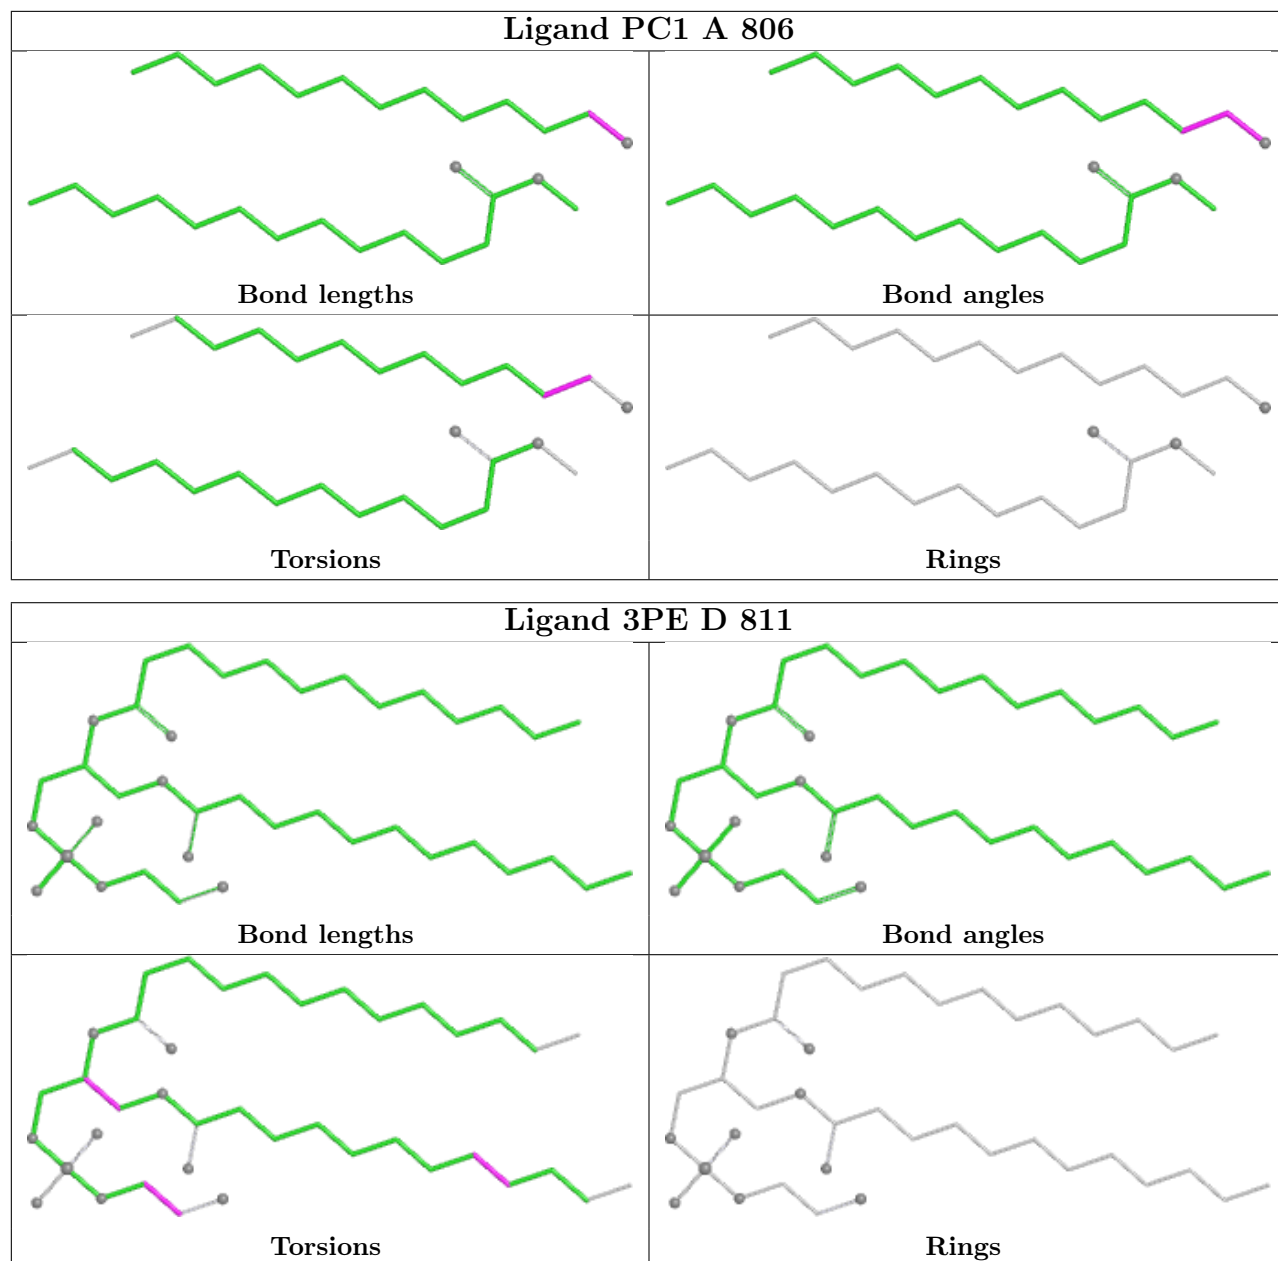 Ligand PC1 A 806
Bond lengths
Bond angles
Torsions
Rings
Ligand 3PE D 811
Bond lengths
Bond angles
Torsions
Rings